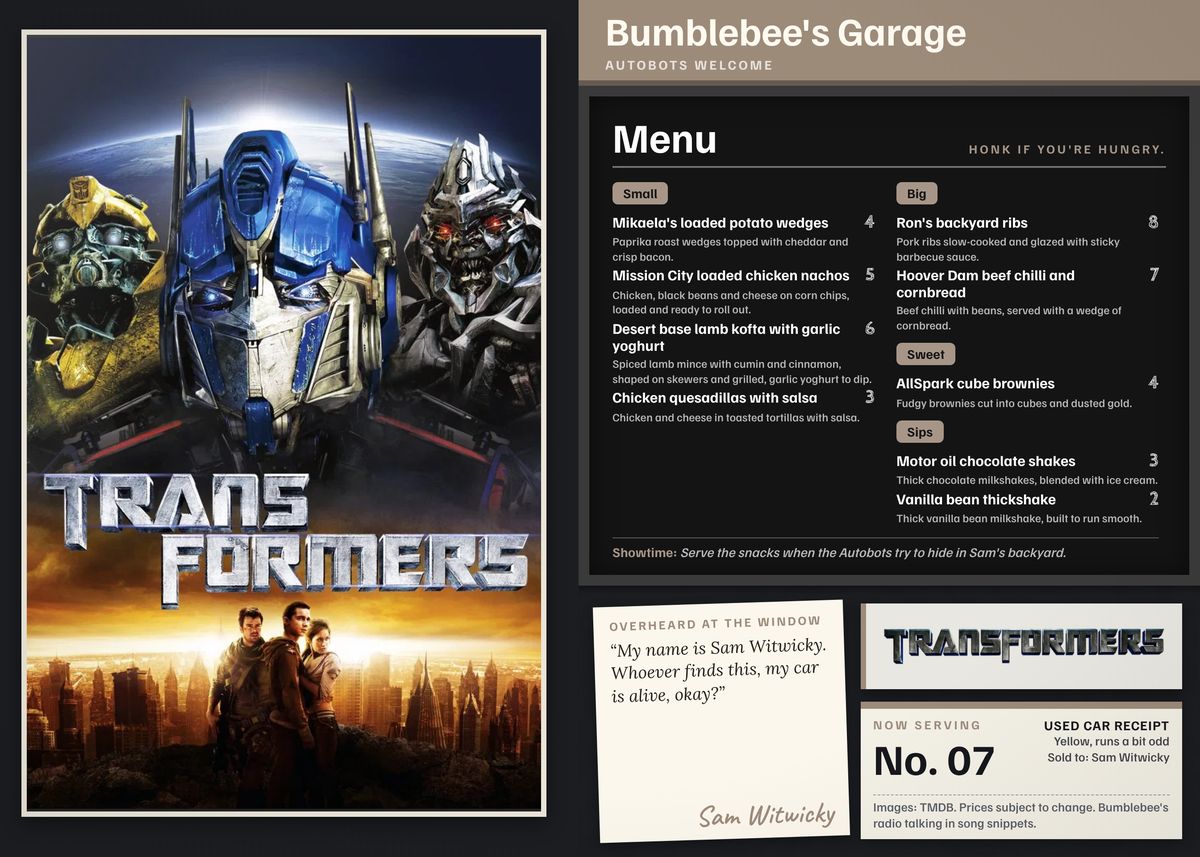 TRANS
FORMERS
Bumblebee's Garage
AUTOBOTS WELCOME
Menu
HONK IF YOU'RE HUNGRY.
Small
Mikaela's loaded potato wedges 4
Paprika roast wedges topped with cheddar and
crisp bacon.
Mission City loaded chicken nachos 5
Chicken, black beans and cheese on corn chips,
loaded and ready to roll out.
Desert base lamb kofta with garlic 6
yoghurt
Spiced lamb mince with cumin and cinnamon,
shaped on skewers and grilled, garlic yoghurt to dip.
Chicken quesadillas with salsa 3
Chicken and cheese in toasted tortillas with salsa.
Big
Ron's backyard ribs 8
Pork ribs slow-cooked and glazed with sticky
barbecue sauce.
Hoover Dam beef chilli and 7
cornbread
Beef chilli with beans, served with a wedge of
cornbread.
Sweet
AllSpark cube brownies 4
Fudgy brownies cut into cubes and dusted gold.
Sips
Motor oil chocolate shakes 3
Thick chocolate milkshakes, blended with ice cream.
Vanilla bean thickshake 2
Thick vanilla bean milkshake, built to run smooth.
Showtime: Serve the snacks when the Autobots try to hide in Sam's backyard.
OVERHEARD AT THE WINDOW
“My name is Sam Witwicky.
Whoever finds this, my car
is alive, okay?”
Sam Witwicky
TRANSFORMERS
NOW SERVING
No. 07
USED CAR RECEIPT
Yellow, runs a bit odd
Sold to: Sam Witwicky
Images: TMDB. Prices subject to change. Bumblebee's
radio talking in song snippets.